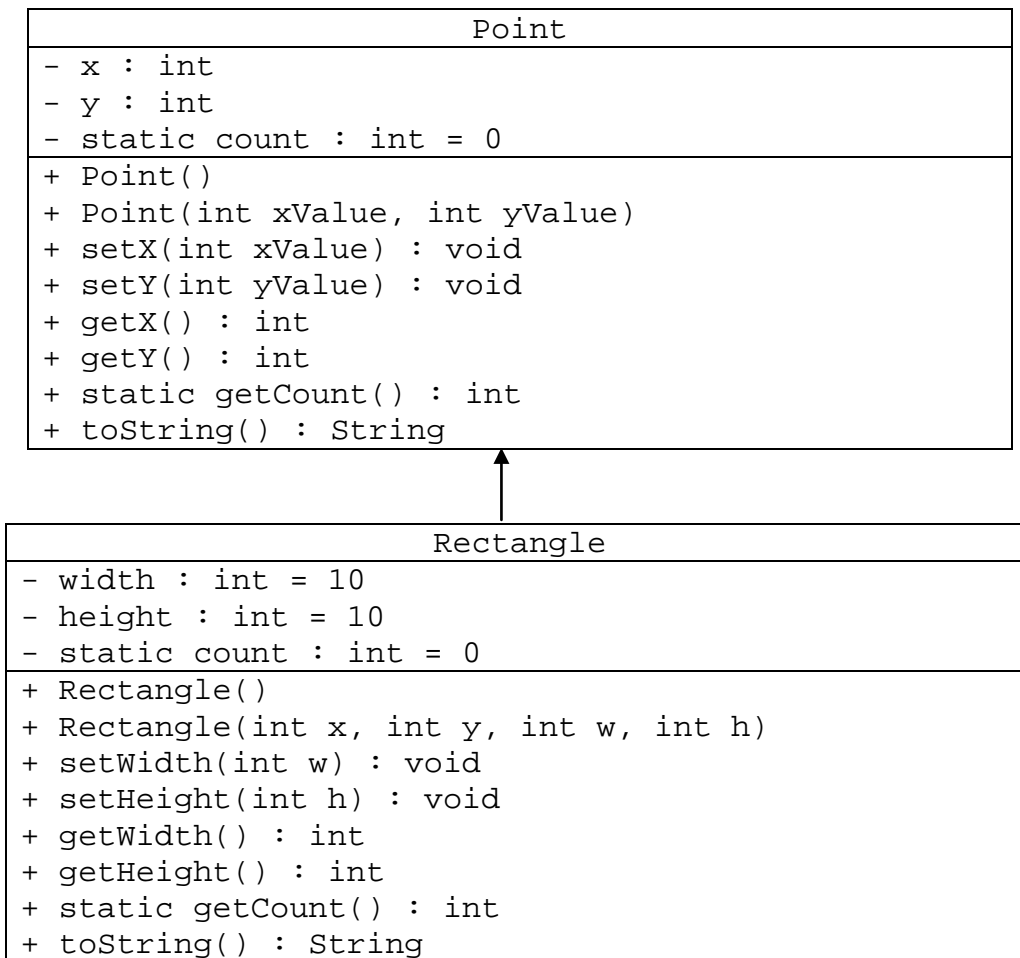 Point
- x : int
- y : int
- static count : int = 0
+ Point()
+ Point(int xValue, int yValue)
+ setX(int xValue) : void
+ setY(int yValue) : void
+ getX() : int
+ getY() : int
+ static getCount() : int
+ toString() : String
Rectangle
- width : int = 10
- height : int = 10
- static count : int = 0
+ Rectangle()
+ Rectangle(int x, int y, int w, int h)
+ setWidth(int w) : void
+ setHeight(int h) : void
+ getWidth() : int
+ getHeight() : int
+ static getCount() : int
+ toString() : String